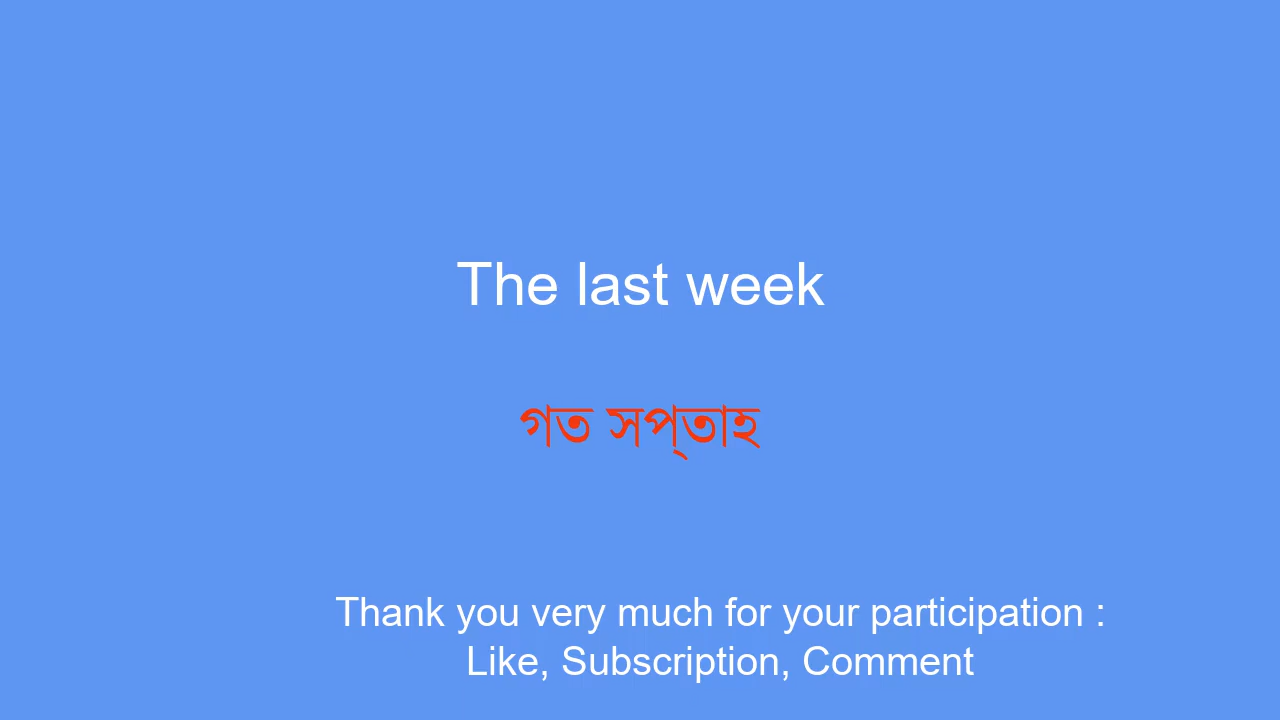 The last week
গত সপ্তাহ
Thank you very much for your participation :
Like, Subscription, Comment